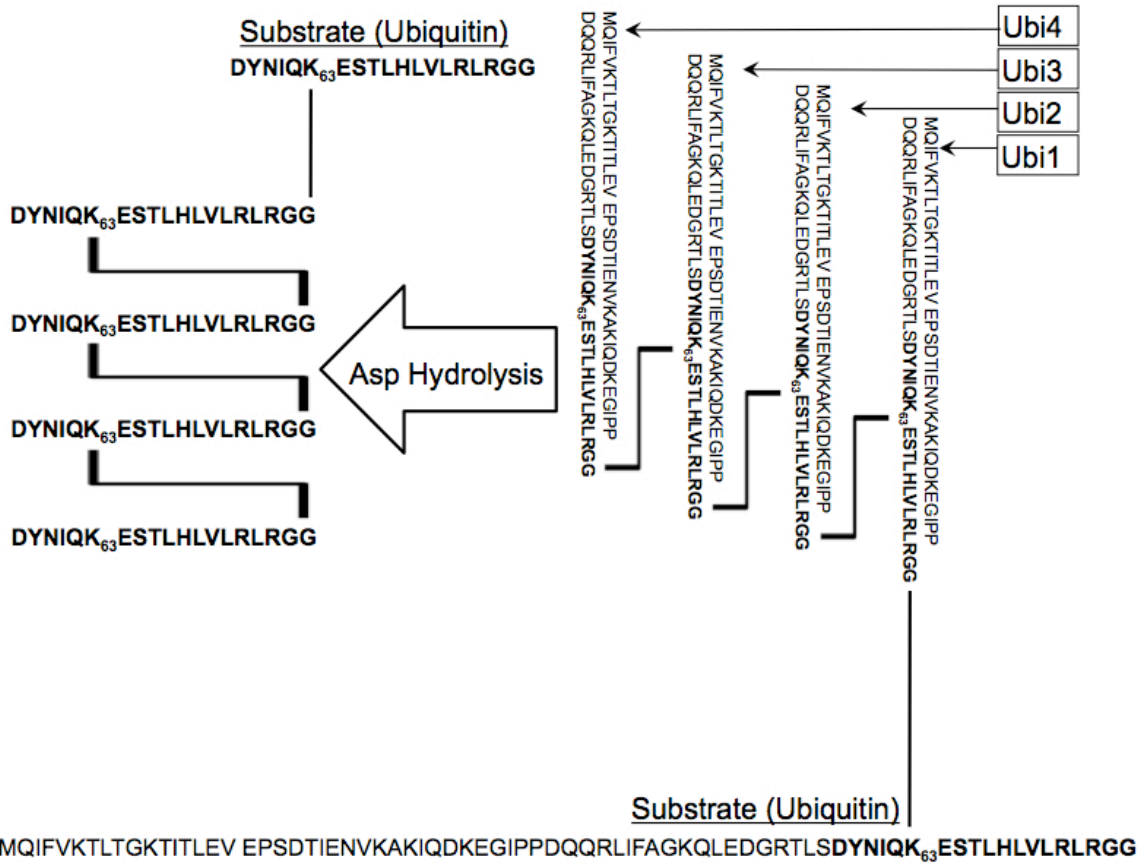 Substrate (Ubiquitin)
DYNIQK63ESTLHLVLRLRGG
DYNIQK63ESTLHLVLRLRGG
DYNIQK63ESTLHLVLRLRGG
DYNIQK63ESTLHLVLRLRGG
DYNIQK63ESTLHLVLRLRGG
Asp Hydrolysis
MQIFVKTLTGKTITLEV EPSDTIENVKAKIQDKEGIPP
DQQRLIFAGKQLEDGRTLSDYNIQK63ESTLHLVLRLRGG
MQIFVKTLTGKTITLEV EPSDTIENVKAKIQDKEGIPP
DQQRLIFAGKQLEDGRTLSDYNIQK63ESTLHLVLRLRGG
MQIFVKTLTGKTITLEV EPSDTIENVKAKIQDKEGIPP
DQQRLIFAGKQLEDGRTLSDYNIQK63ESTLHLVLRLRGG
MQIFVKTLTGKTITLEV EPSDTIENVKAKIQDKEGIPP
DQQRLIFAGKQLEDGRTLSDYNIQK63ESTLHLVLRLRGG
Ubi4
Ubi3
Ubi2
Ubi1
Substrate (Ubiquitin)
MQIFVKTLTGKTITLEV EPSDTIENVKAKIQDKEGIPPDQQRLIFAGKQLEDGRTLSDYNIQK63ESTLHLVLRLRGG